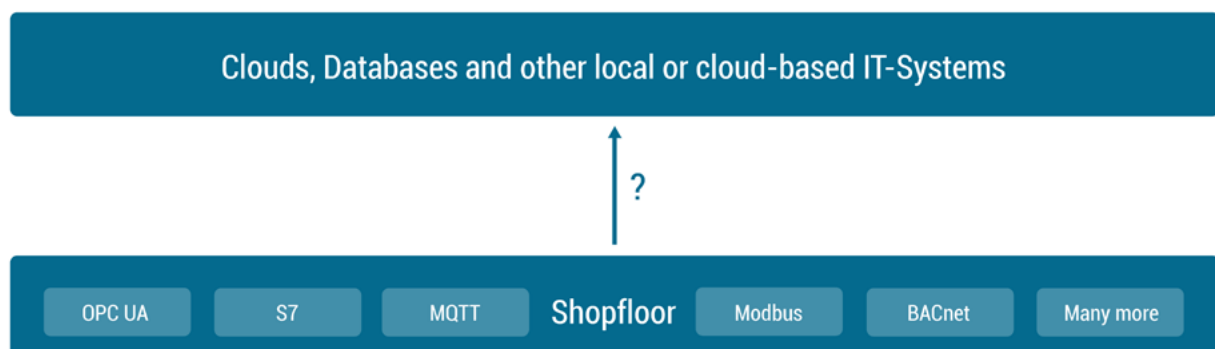 Clouds, Databases and other local or cloud-based IT-Systems
?
OPC UA
S7
MQTT
Shopfloor
Modbus
BACnet
Many more